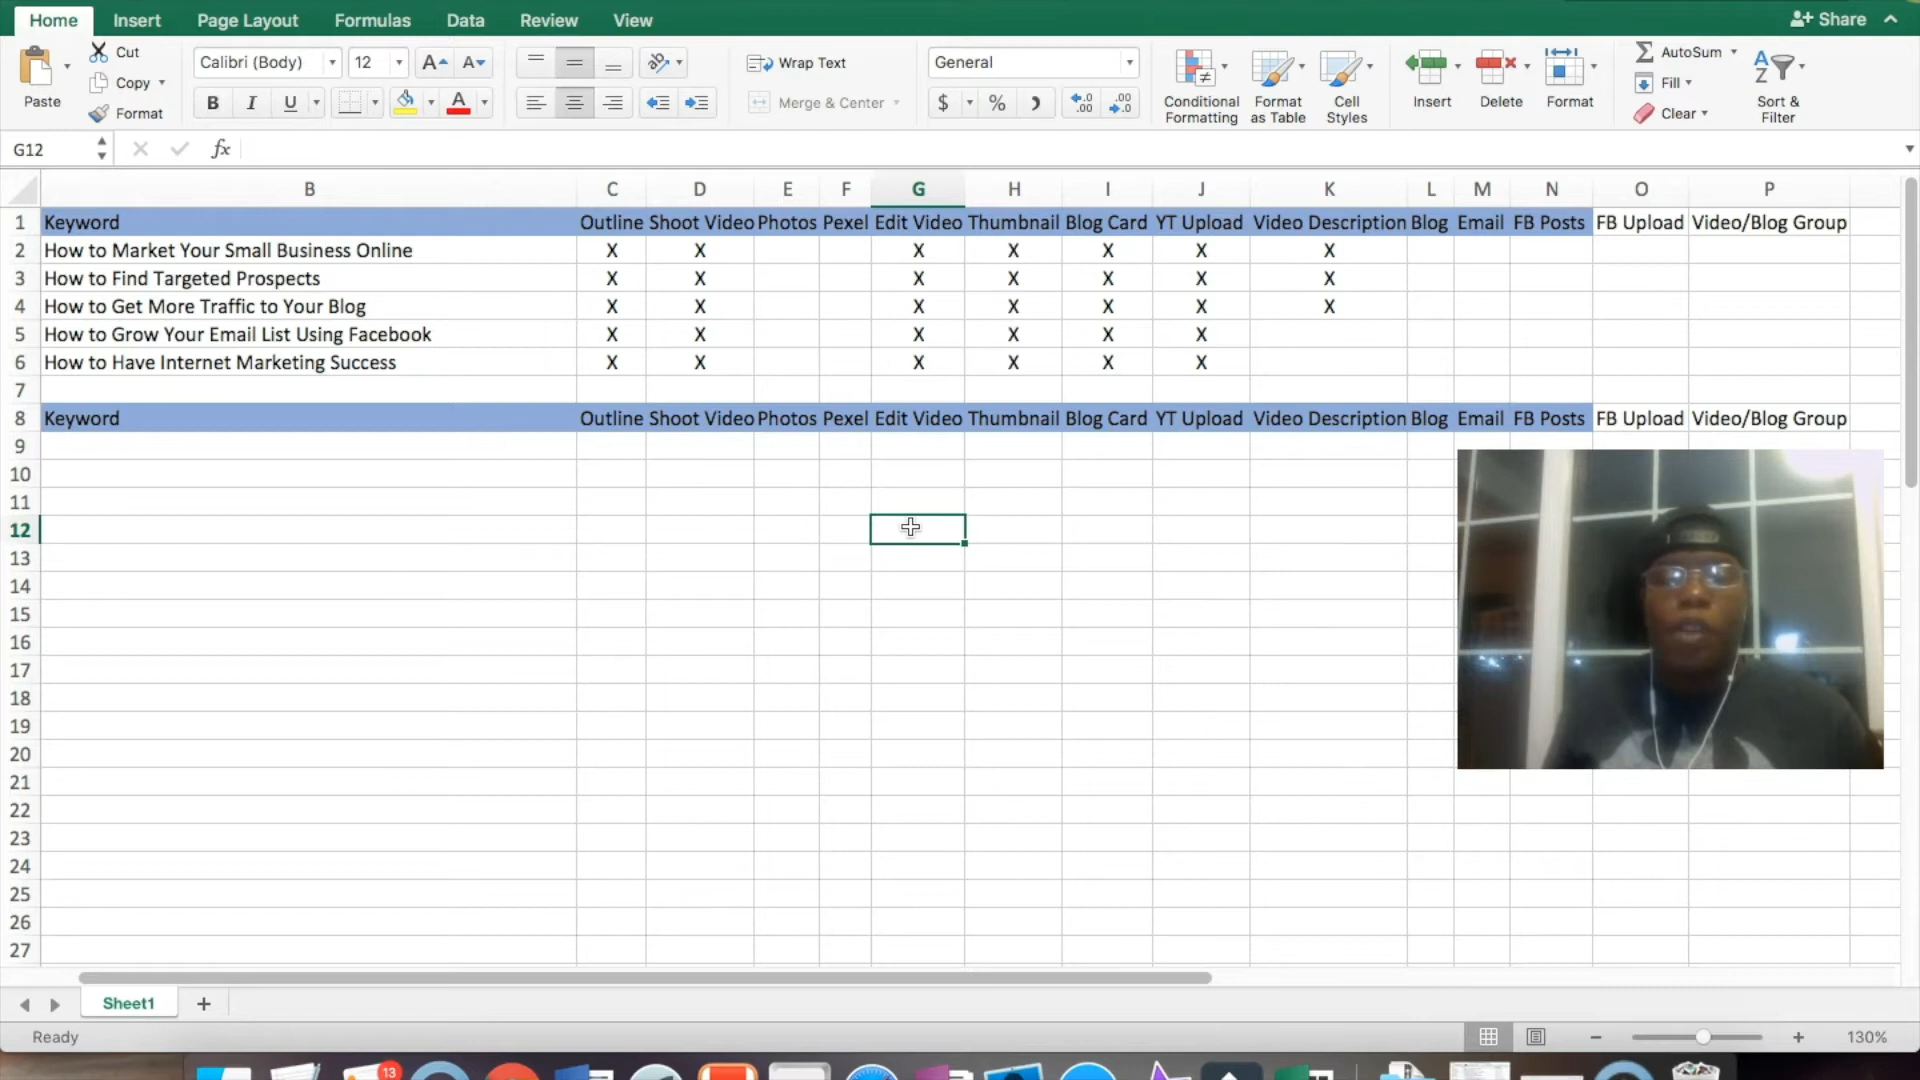 Home Insert Page Layout Formulas Data Review View Share
Cut
Calibri (Body) 12 Wrap Text General AutoSum
Copy Fill
Paste Format B I U Merge & Center $ % Conditional Formatting Format as Table Cell Styles Insert Delete Format Clear Sort & Filter
G12 fx
B C D E F G H I J K L M N O P
1 Keyword Outline Shoot Video Photos Pexel Edit Video Thumbnail Blog Card YT Upload Video Description Blog Email FB Posts FB Upload Video/Blog Group
2 How to Market Your Small Business Online X X X X X X X
3 How to Find Targeted Prospects X X X X X X X
4 How to Get More Traffic to Your Blog X X X X X X X
5 How to Grow Your Email List Using Facebook X X X X X X
6 How to Have Internet Marketing Success X X X X X X
7
8 Keyword Outline Shoot Video Photos Pexel Edit Video Thumbnail Blog Card YT Upload Video Description Blog Email FB Posts FB Upload Video/Blog Group
9
10
11
12
13
14
15
16
17
18
19
20
21
22
23
24
25
26
27
Sheet1
Ready 130%
13